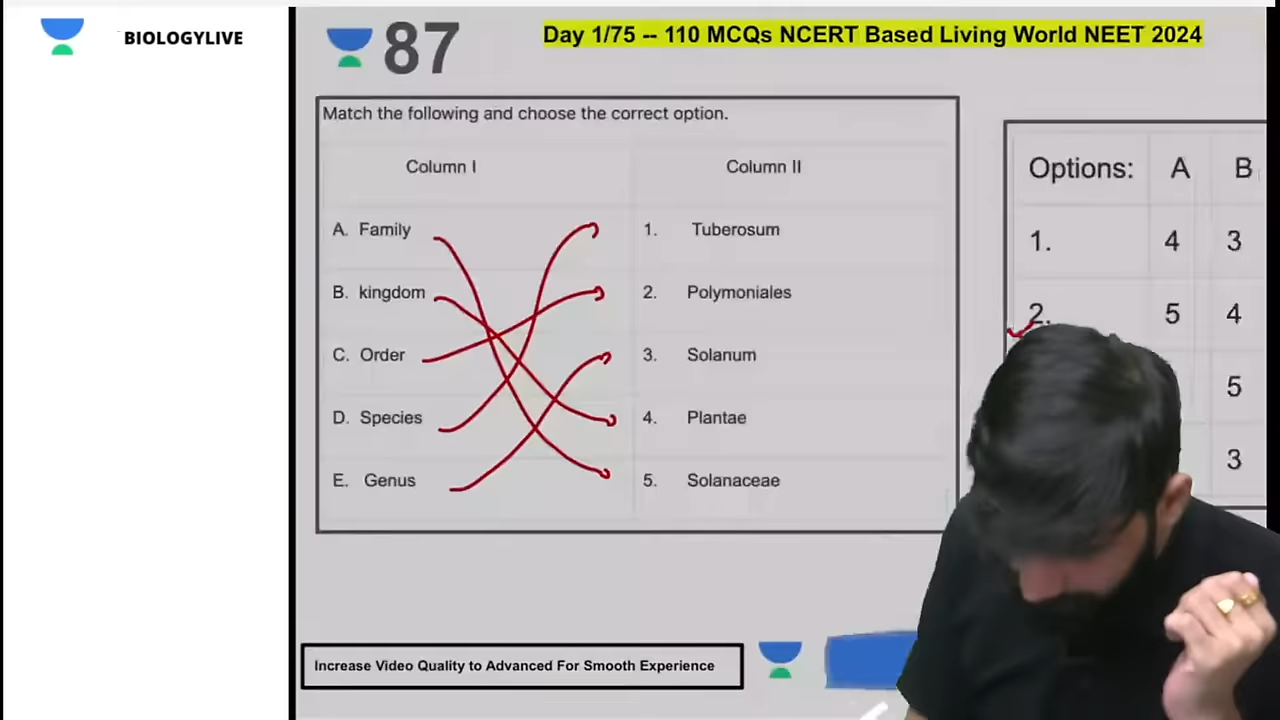 BIOLOGYLIVE
87
Day 1/75 -- 110 MCQs NCERT Based Living World NEET 2024
Match the following and choose the correct option.
Column I Column II
A. Family 1. Tuberosum
B. kingdom 2. Polymoniales
C. Order 3. Solanum
D. Species 4. Plantae
E. Genus 5. Solanaceae
Options: A B
1. 4 3
2. 5 4
5
3
Increase Video Quality to Advanced For Smooth Experience